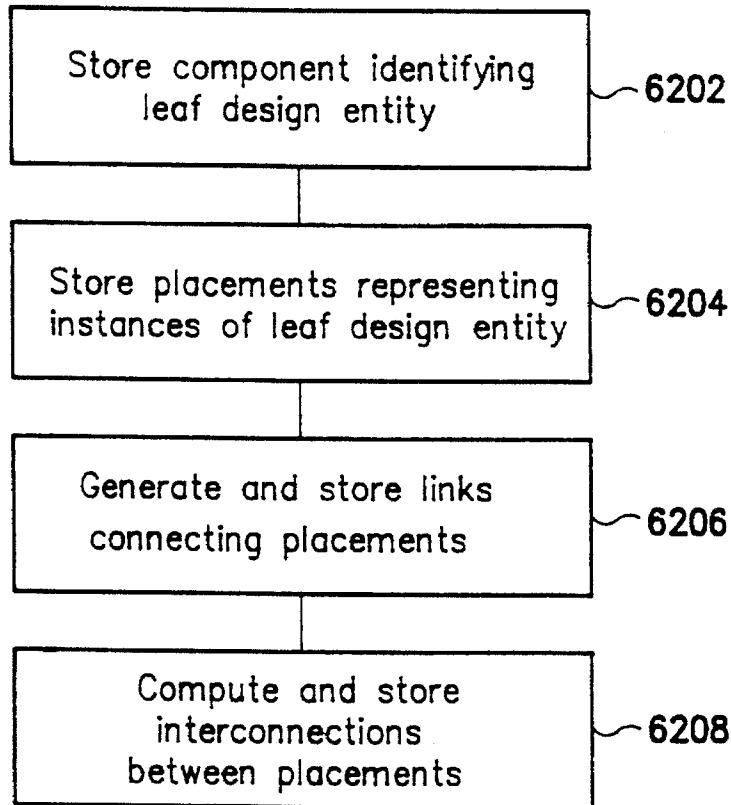 Store component identifying
leaf design entity
6202
Store placements representing
instances of leaf design entity
6204
Generate and store links
connecting placements
6206
Compute and store
interconnections
between placements
6208